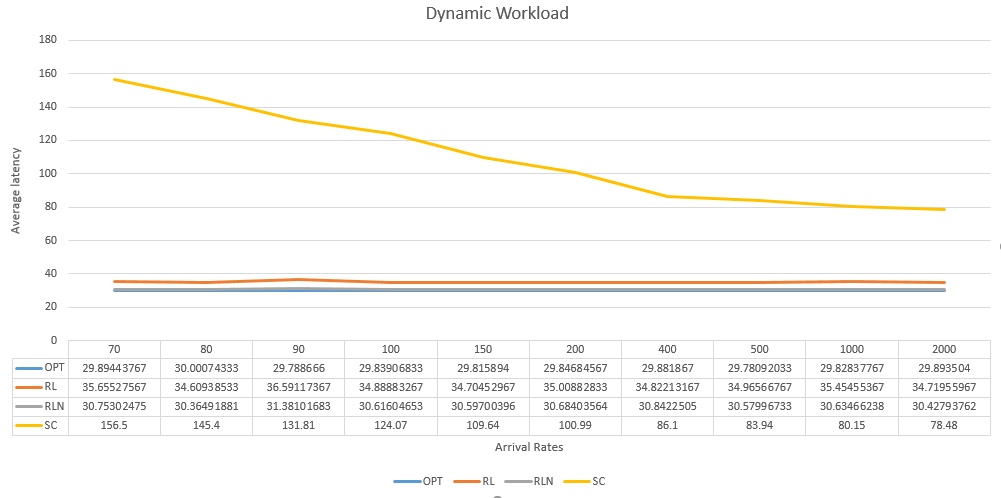 Dynamic Workload
180
160
140
120
100
80
60
40
20
0
Average latency
70 80 90 100 150 200 400 500 1000 2000
OPT 29.89443767 30.00074333 29.788666 29.83906833 29.815894 29.84684567 29.881867 29.78092033 29.82837767 29.893504
RL 35.65527567 34.60938533 36.59117367 34.88883267 34.70452967 35.00882833 34.82213167 34.96566767 35.45455367 34.71955967
RLN 30.75302475 30.36491881 31.38101683 30.61604653 30.59700396 30.68403564 30.8422505 30.57996733 30.63466238 30.42793762
SC 156.5 145.4 131.81 124.07 109.64 100.99 86.1 83.94 80.15 78.48
Arrival Rates
OPT RL RLN SC